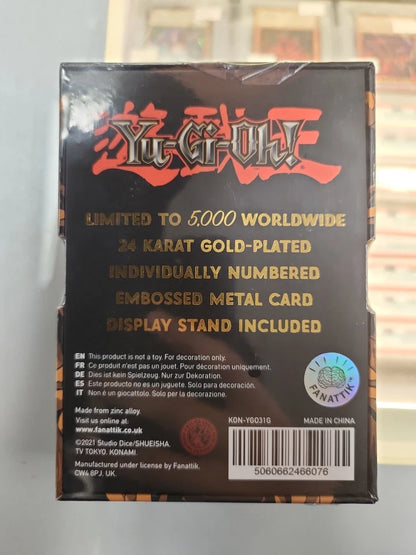 遊戯王
Yu-Gi-Oh!
LIMITED TO 5,000 WORLDWIDE
24 KARAT GOLD-PLATED
INDIVIDUALLY NUMBERED
EMBOSSED METAL CARD
DISPLAY STAND INCLUDED
EN This product is not a toy. For decoration only.
FR Ce produit n'est pas un jouet. Pour décoration uniquement.
DE Dies ist kein Spielzeug. Nur zur Dekoration.
ES Este producto no es un juguete. Solo para decoración.
IT Non è un giocattolo. Solo per la decorazione.
FANATTIK
Made from zinc alloy.
Visit us online at:
www.fanattik.co.uk
©2021 Studio Dice/SHUEISHA,
TV TOKYO, KONAMI.
Manufactured under license by Fanattik.
CW4 8PJ. UK.
KON-YGO31G MADE IN CHINA
5060662466076